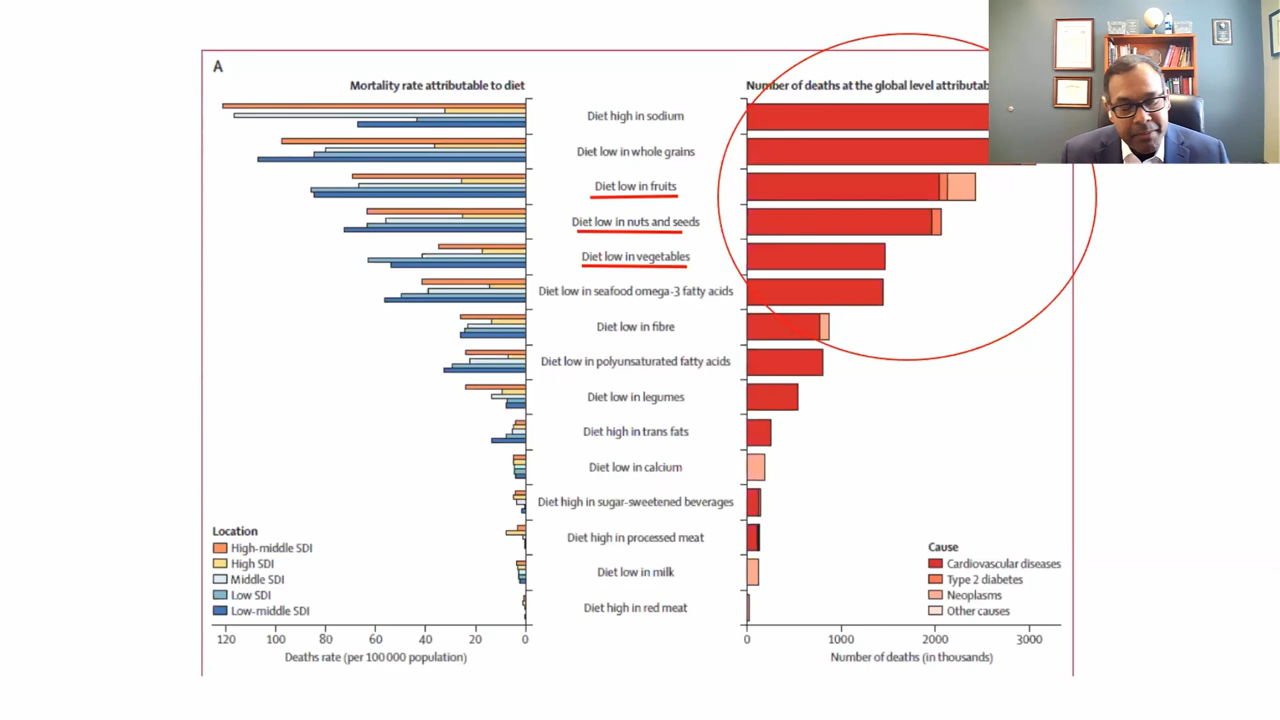 A
Mortality rate attributable to diet
Number of deaths at the global level
Diet high in sodium
Diet low in whole grains
Diet low in fruits
Diet low in nuts and seeds
Diet low in vegetables
Diet low in seafood omega-3 fatty acids
Diet low in fibre
Diet low in polyunsaturated fatty acids
Diet low in legumes
Diet high in trans fats
Diet low in calcium
Diet high in sugar-sweetened beverages
Diet high in processed meat
Diet low in milk
Diet high in red meat
Location
High-middle SDI
High SDI
Middle SDI
Low SDI
Low-middle SDI
Cause
Cardiovascular diseases
Type 2 diabetes
Neoplasms
Other causes
120 100 80 60 40 20 0
Deaths rate (per 100 000 population)
0 1000 2000 3000
Number of deaths (in thousands)